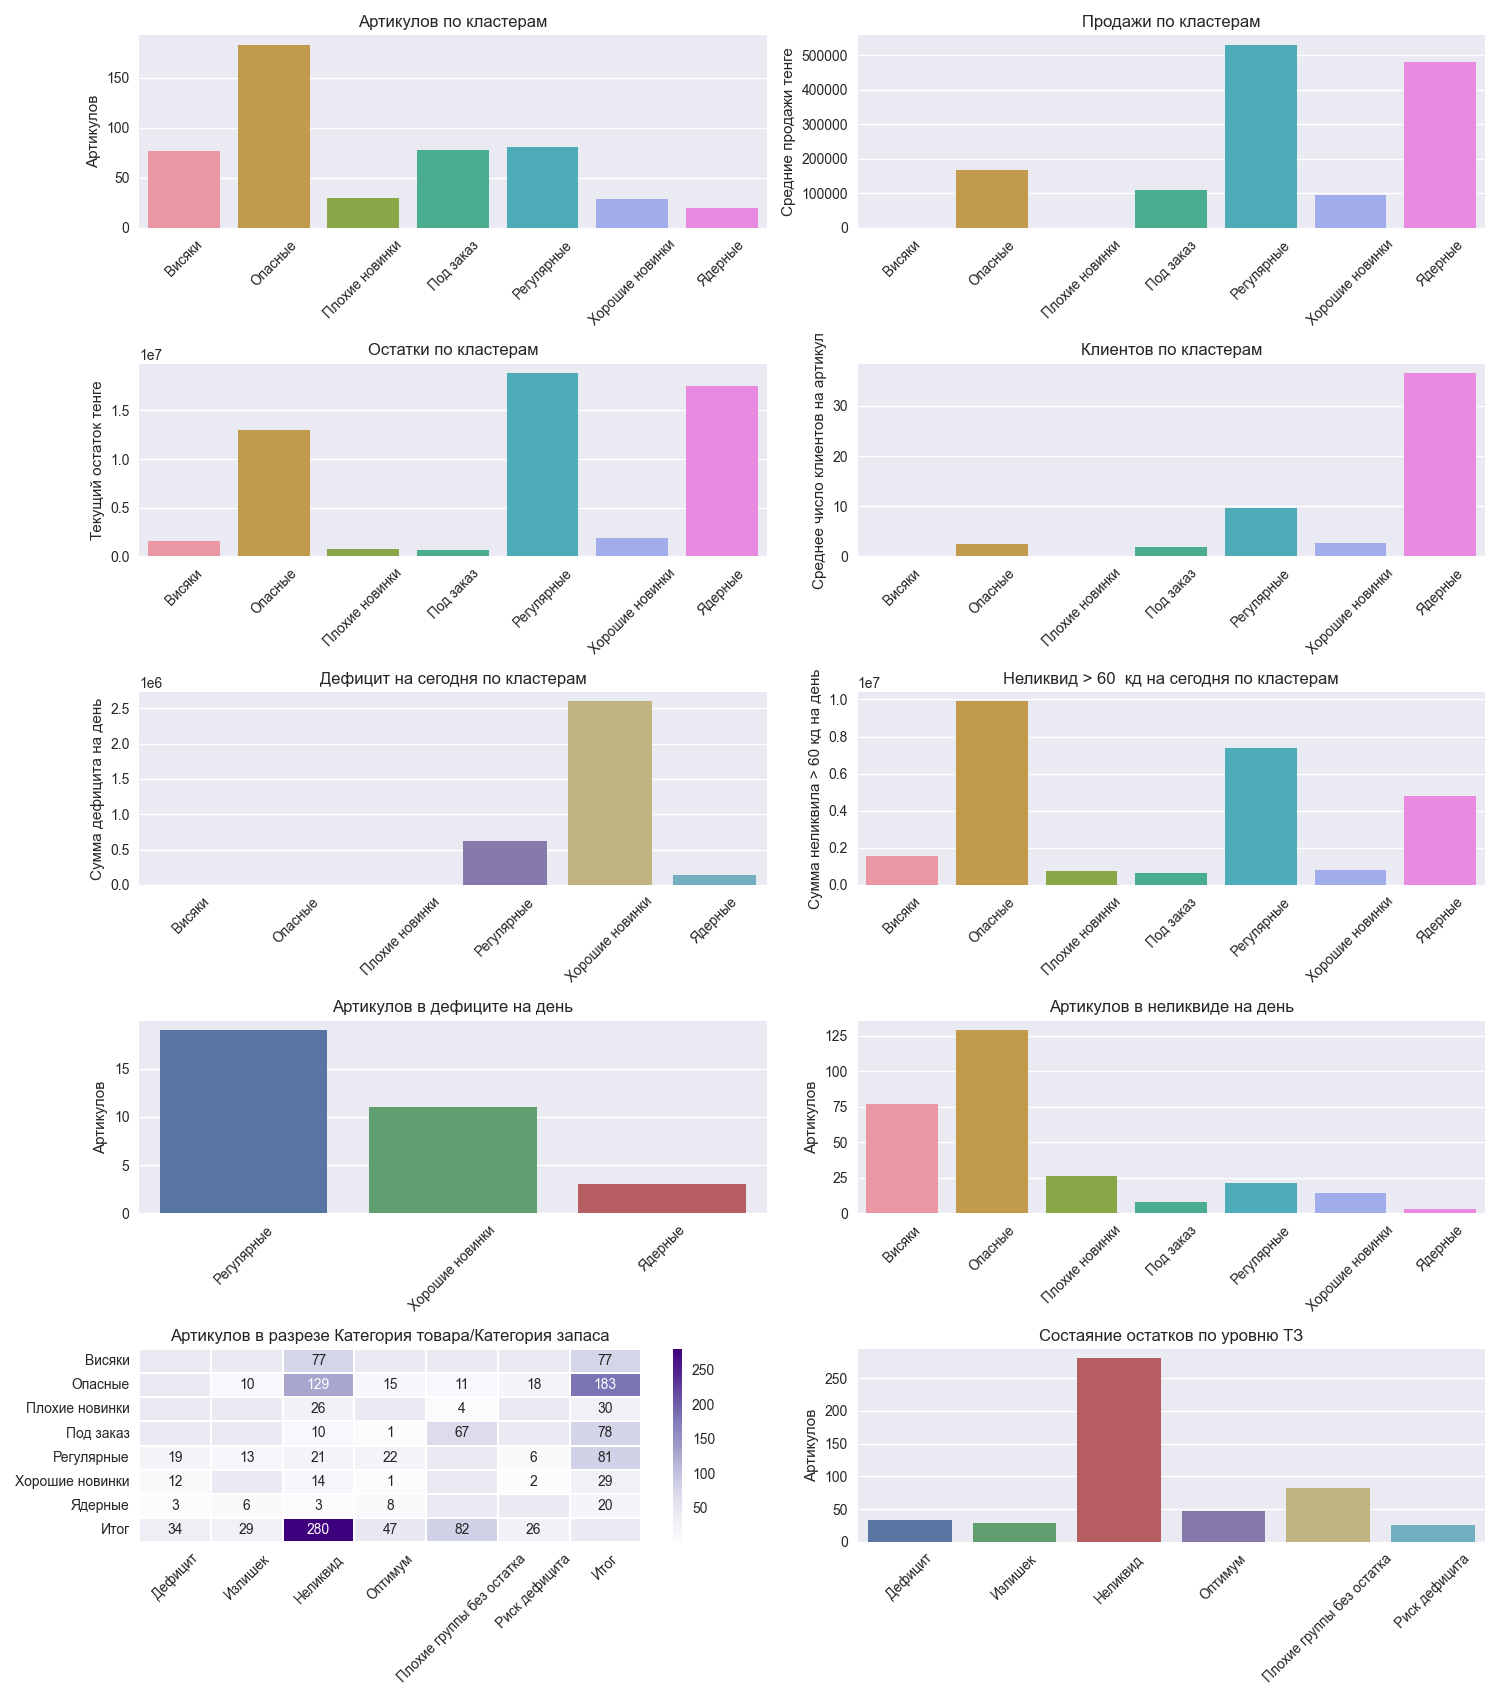 Артикулов по кластерам
Артикулов
150
100
50
0
Висяки
Опасные
Плохие новинки
Под заказ
Регулярные
Хорошие новинки
Ядерные
Продажи по кластерам
Средние продажи тенге
500000
400000
300000
200000
100000
0
Висяки
Опасные
Плохие новинки
Под заказ
Регулярные
Хорошие новинки
Ядерные
Остатки по кластерам
1e7
Текущий остаток тенге
1.5
1.0
0.5
0.0
Висяки
Опасные
Плохие новинки
Под заказ
Регулярные
Хорошие новинки
Ядерные
Клиентов по кластерам
Среднее число клиентов на артикул
30
20
10
0
Висяки
Опасные
Плохие новинки
Под заказ
Регулярные
Хорошие новинки
Ядерные
Дефицит на сегодня по кластерам
1e6
Сумма дефицита на день
2.5
2.0
1.5
1.0
0.5
0.0
Висяки
Опасные
Плохие новинки
Регулярные
Хорошие новинки
Ядерные
Неликвид > 60 кд на сегодня по кластерам
1e7
Сумма неликвипа > 60 кд на день
1.0
0.8
0.6
0.4
0.2
0.0
Висяки
Опасные
Плохие новинки
Под заказ
Регулярные
Хорошие новинки
Ядерные
Артикулов в дефиците на день
Артикулов
15
10
5
0
Регулярные
Хорошие новинки
Ядерные
Артикулов в неликвиде на день
Артикулов
125
100
75
50
25
0
Висяки
Опасные
Плохие новинки
Под заказ
Регулярные
Хорошие новинки
Ядерные
Артикулов в разрезе Категория товара/Категория запаса
Висяки 77 77
Опасные 10 129 15 11 18 183
Плохие новинки 26 4 30
Под заказ 10 1 67 78
Регулярные 19 13 21 22 6 81
Хорошие новинки 12 14 1 2 29
Ядерные 3 6 3 8 20
Итог 34 29 280 47 82 26
Дефицит
Излишек
Неликвид
Оптимум
Плохие группы без остатка
Риск дефицита
Итог
250
200
150
100
50
Состаяние остатков по уровню ТЗ
Артикулов
250
200
150
100
50
0
Дефицит
Излишек
Неликвид
Оптимум
Плохие группы без остатка
Риск дефицита